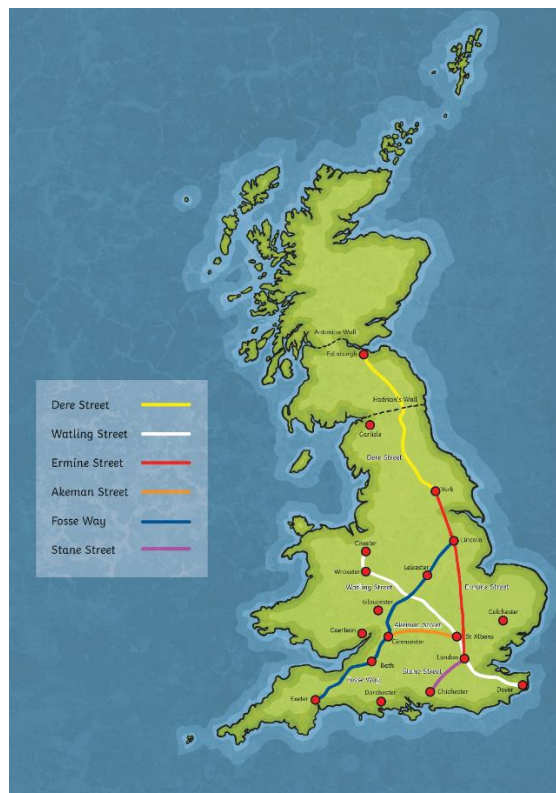 Antonine Wall
Edinburgh
Hadrian's Wall
Carlisle
Dere Street
York
Dere Street
Watling Street
Ermine Street
Akeman Street
Fosse Way
Stane Street
Lincoln
Chester
Wroxeter
Leicester
Watling Street
Ermine Street
Gloucester
Colchester
Caerleon
Akeman Street
Cirencester
St Albans
London
Bath
Stane Street
Fosse Way
Exeter
Dorchester
Chichester
Dover